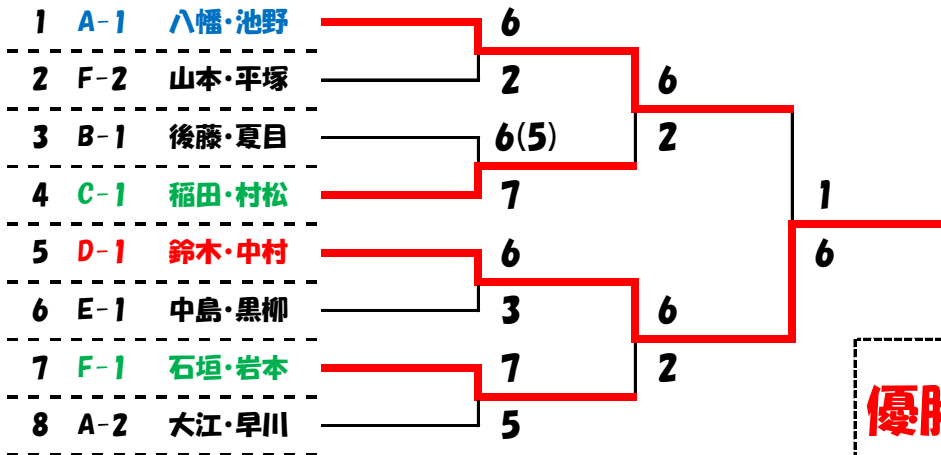 1 A-1 八幡・池野 6
2 F-2 山本・平塚 2 6
3 B-1 後藤・夏目 6(5) 2
4 C-1 稲田・村松 7 1
5 D-1 鈴木・中村 6 6
6 E-1 中島・黒柳 3 6
7 F-1 石垣・岩本 7 2
8 A-2 大江・早川 5
優勝